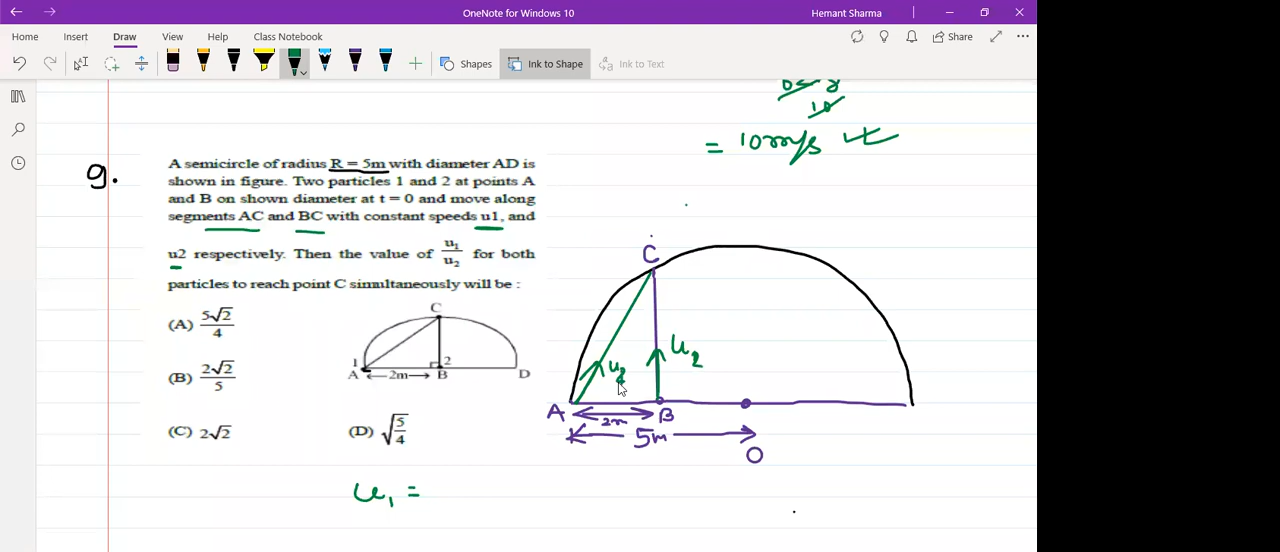 OneNote for Windows 10
Hemant Sharma
Home Insert Draw View Help Class Notebook
Share
Shapes Ink to Shape Ink to Text
= 10 m/s
9.
A semicircle of radius R = 5m with diameter AD is
shown in figure. Two particles 1 and 2 at points A
and B on shown diameter at t = 0 and move along
segments AC and BC with constant speeds u1, and
u2 respectively. Then the value of u₁/u₂ for both
particles to reach point C simultaneously will be :
(A) 5√2/4
(B) 2√2/5
(C) 2√2
(D) √(5/4)
C
1
2
A 2m B D
C
u₂
A B
2m
5m
O
u₁ =